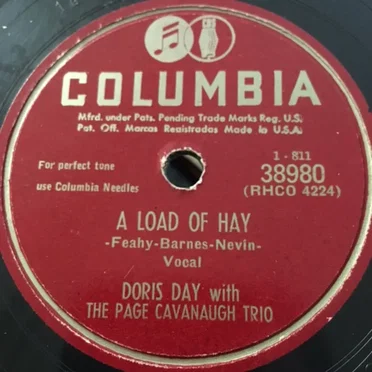 CBS
COLUMBIA
Mfrd. under Pats. Pending Trade Marks Reg. U.S.
Pat. Off. Marcas Registradas Made in U.S.A.
For perfect tone
use Columbia Needles
1 - 811
38980
(RHCO 4224)
A LOAD OF HAY
-Feahy-Barnes-Nevin-
Vocal
DORIS DAY with
THE PAGE CAVANAUGH TRIO